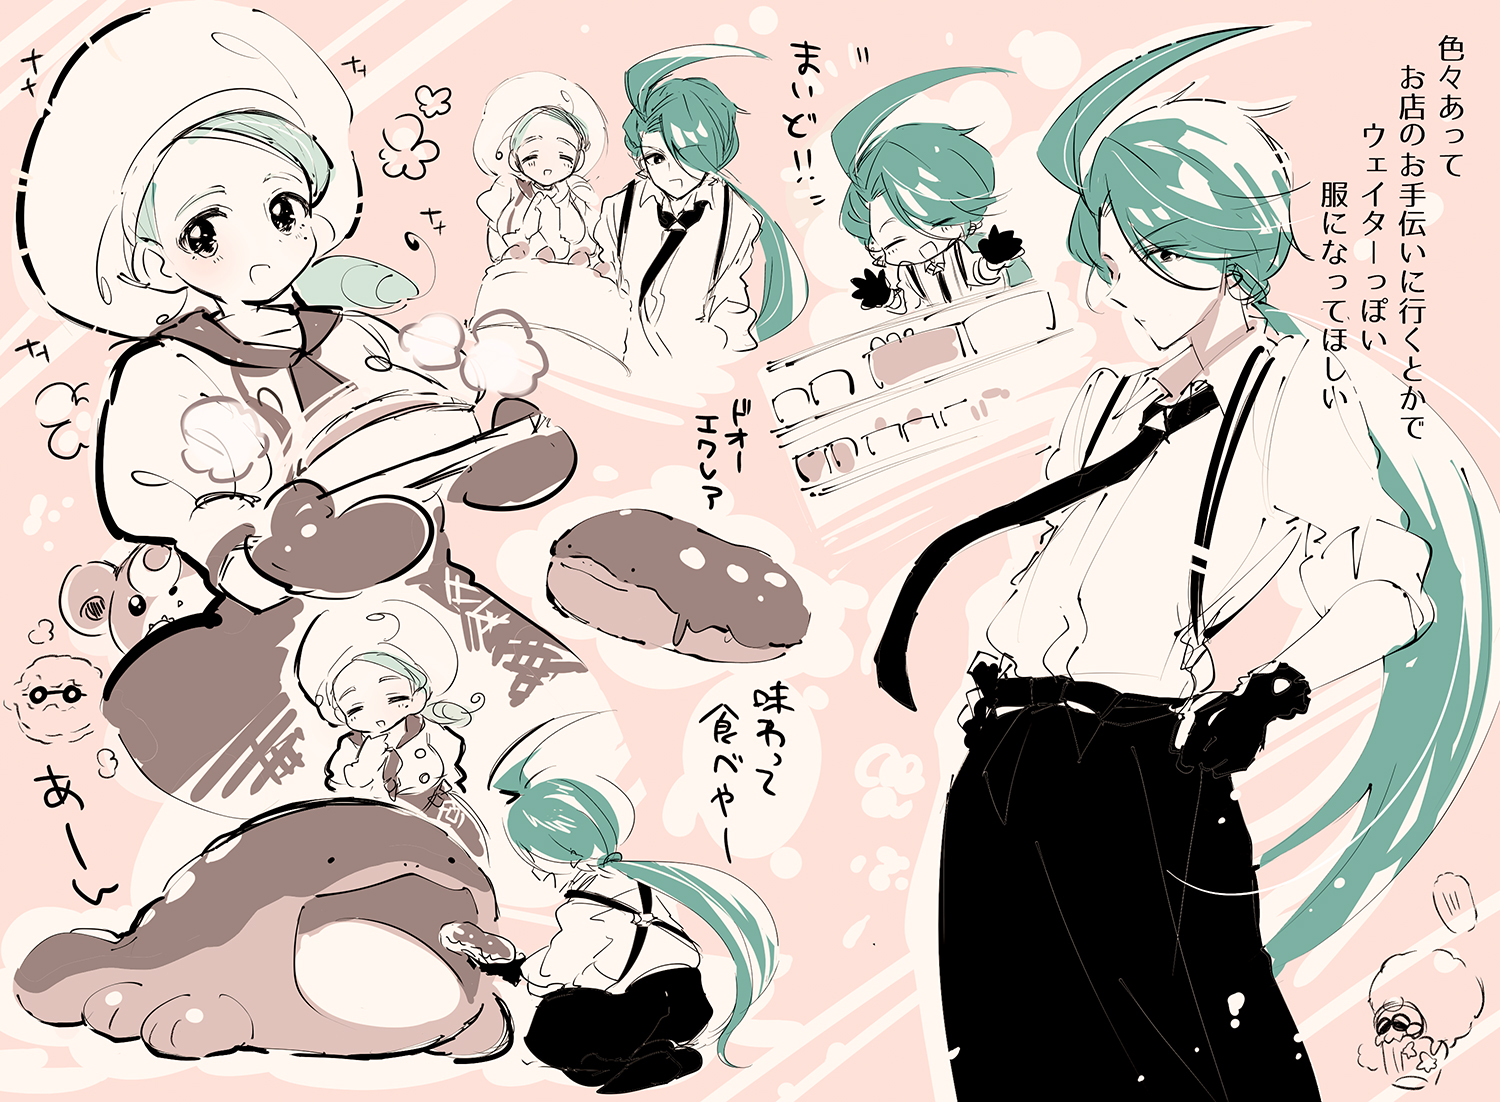 色々あって
お店のお手伝いに行くとかで
ウェイターっぽい
服になってほしい
まいど!!
ドオー
エクレア
味わって
食べやー
あーん